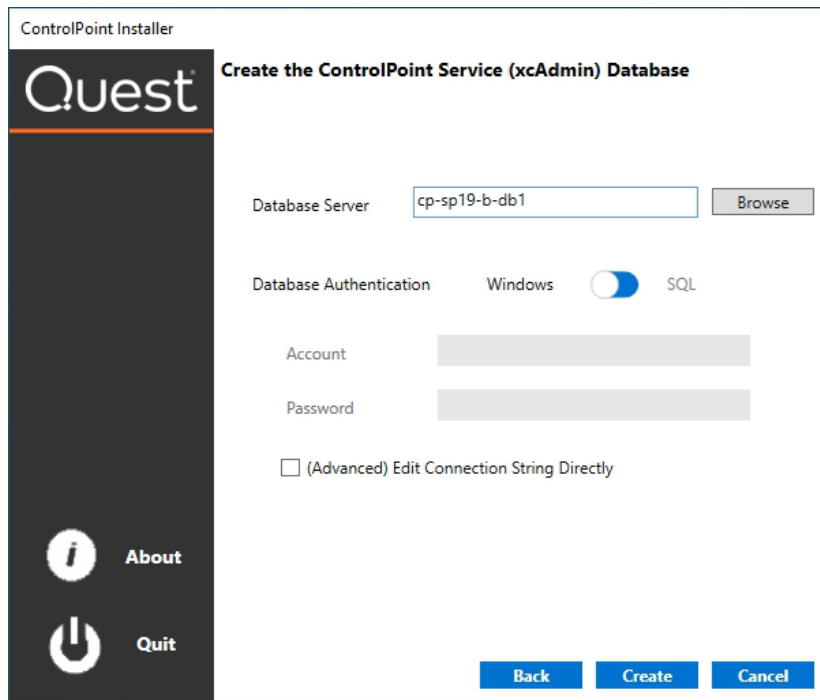 ControlPoint Installer
Quest
Create the ControlPoint Service (xcAdmin) Database
Database Server cp-sp19-b-db1 Browse
Database Authentication Windows SQL
Account
Password
(Advanced) Edit Connection String Directly
i About
Quit
Back Create Cancel